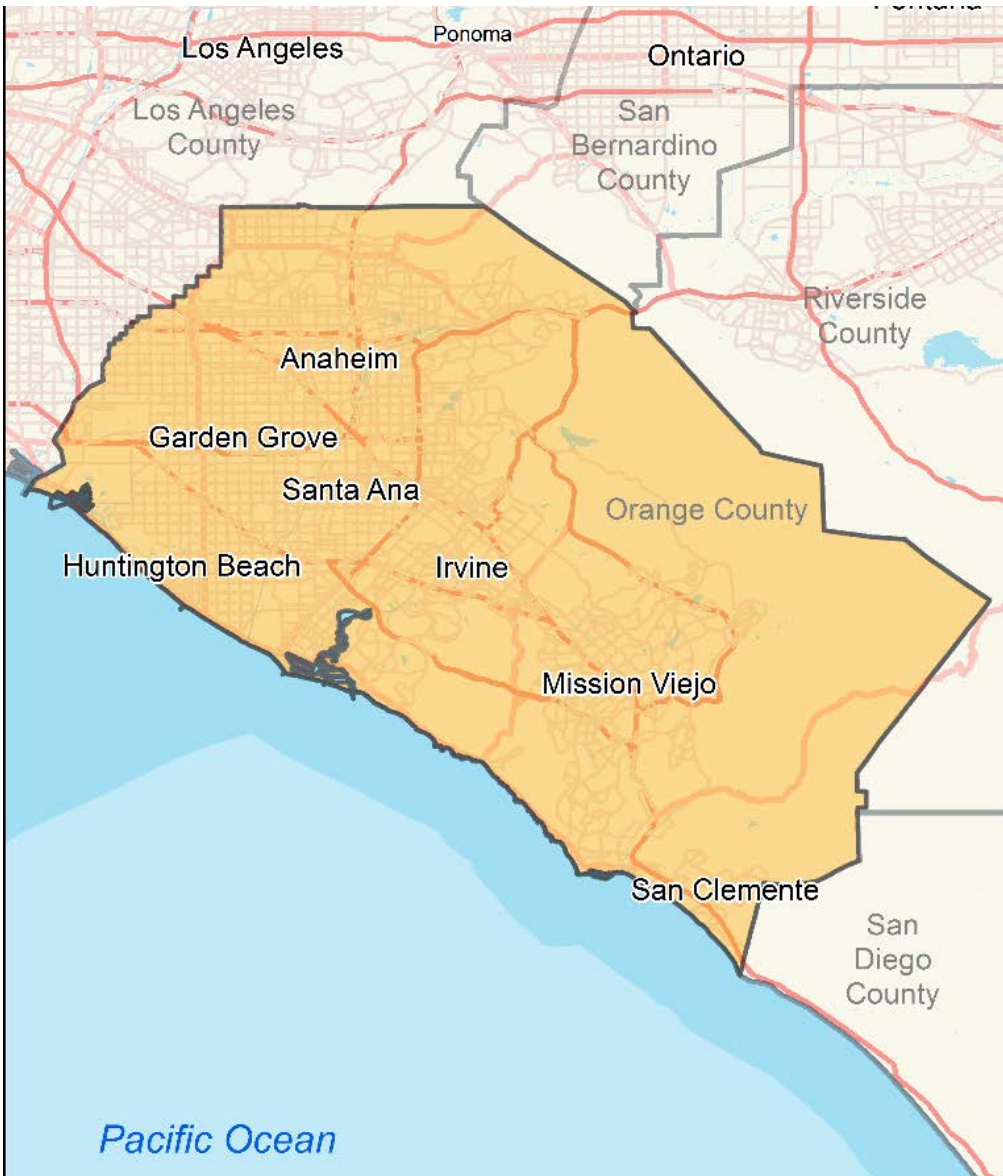 Los Angeles
Ponoma
Ontario
Los Angeles
County
San
Bernardino
County
Riverside
County
Anaheim
Garden Grove
Santa Ana
Orange County
Huntington Beach
Irvine
Mission Viejo
San Clemente
San
Diego
County
Pacific Ocean